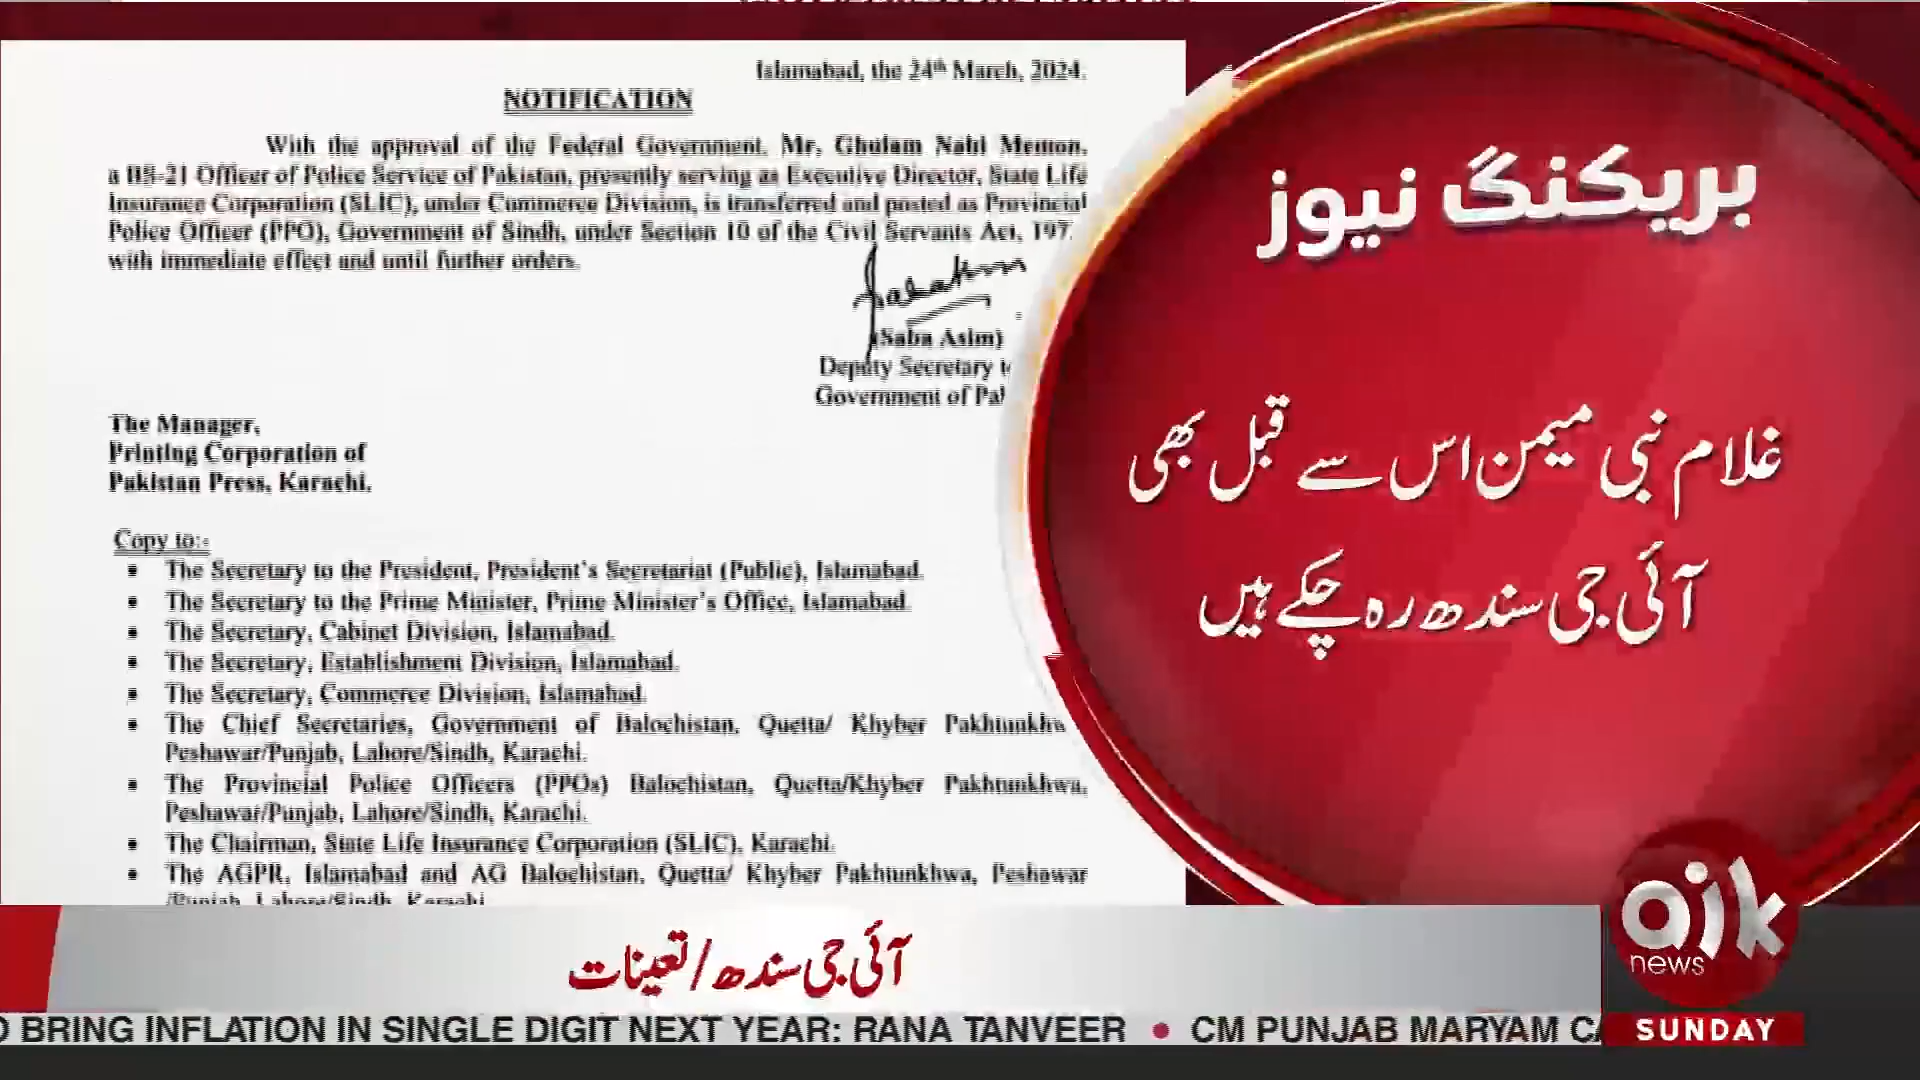 Islamabad, the 24th March, 2024.
NOTIFICATION
With the approval of the Federal Government, Mr. Ghulam Nabi Memon,
a BS-21 Officer of Police Service of Pakistan, presently serving as Executive Director, State Life
Insurance Corporation (SLIC), under Commerce Division, is transferred and posted as Provincial
Police Officer (PPO), Government of Sindh, under Section 10 of the Civil Servants Act, 197
with immediate effect and until further orders.
(Saba Asim)
Deputy Secretary t
Government of Pa
The Manager,
Printing Corporation of
Pakistan Press, Karachi.
Copy to:-
• The Secretary to the President, President's Secretariat (Public), Islamabad.
• The Secretary to the Prime Minister, Prime Minister's Office, Islamabad.
• The Secretary, Cabinet Division, Islamabad.
• The Secretary, Establishment Division, Islamabad.
• The Secretary, Commerce Division, Islamabad.
• The Chief Secretaries, Government of Balochistan, Quetta/ Khyber Pakhtunkhw
Peshawar/Punjab, Lahore/Sindh, Karachi.
• The Provincial Police Officers (PPOs) Balochistan, Quetta/Khyber Pakhtunkhwa,
Peshawar/Punjab, Lahore/Sindh, Karachi.
• The Chairman, State Life Insurance Corporation (SLIC), Karachi.
• The AGPR, Islamabad and AG Balochistan, Quetta/ Khyber Pakhtunkhwa, Peshawar
/Punjab, Lahore/Sindh, Karachi.
بریکنگ نیوز
غلام نبی میمن اس سے قبل بھی
آئی جی سندھ رہ چکے ہیں
آئی جی سندھ/تعینات
news
BRING INFLATION IN SINGLE DIGIT NEXT YEAR: RANA TANVEER • CM PUNJAB MARYAM
SUNDAY